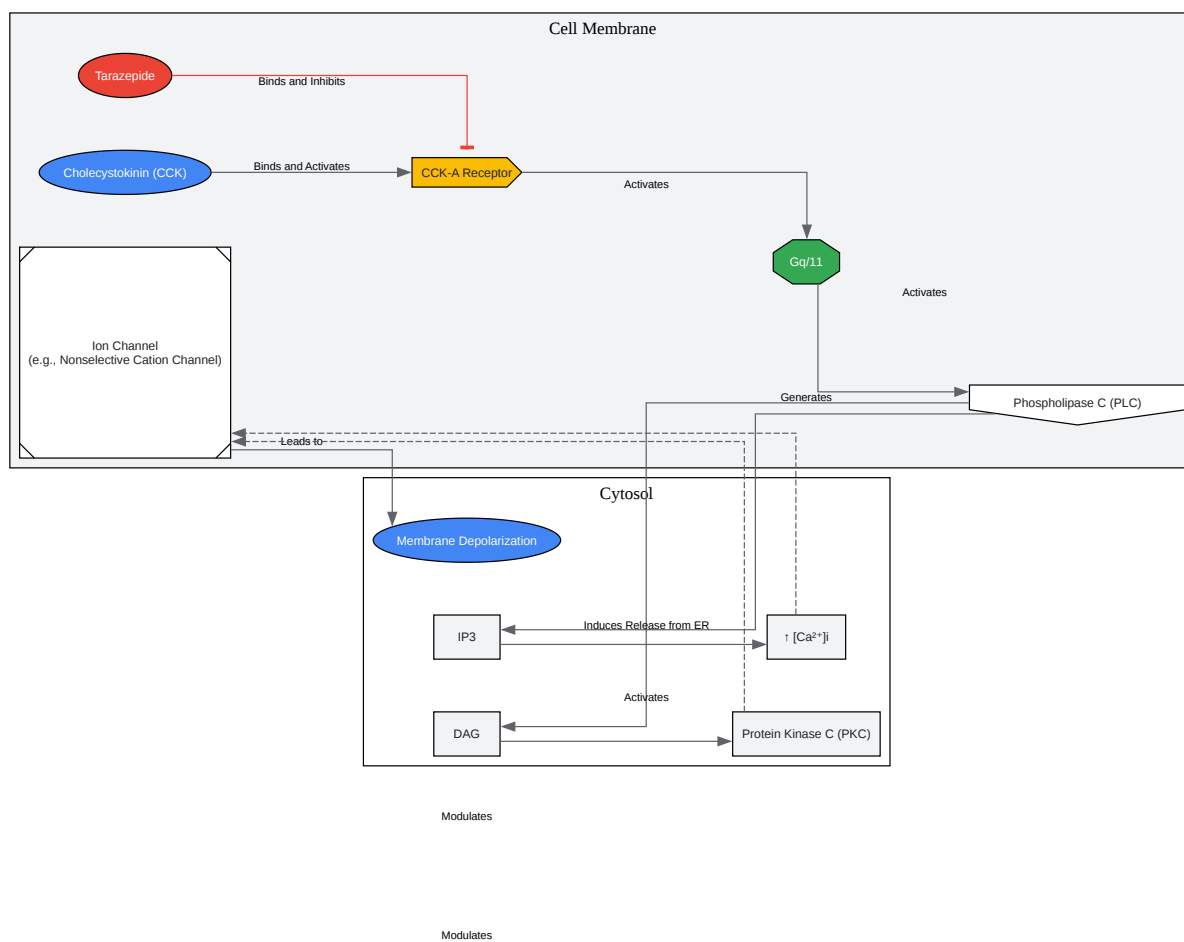 Cell Membrane
Tarazepide
Binds and Inhibits
Cholecystokinin (CCK)
Binds and Activates
CCK-A Receptor
Activates
Gq/11
Activates
Ion Channel
(e.g., Nonselective Cation Channel)
Generates
Phospholipase C (PLC)
Leads to
Cytosol
Membrane Depolarization
IP3
Induces Release from ER
↑ [Ca²⁺]i
Activates
DAG
Protein Kinase C (PKC)
Modulates
Modulates